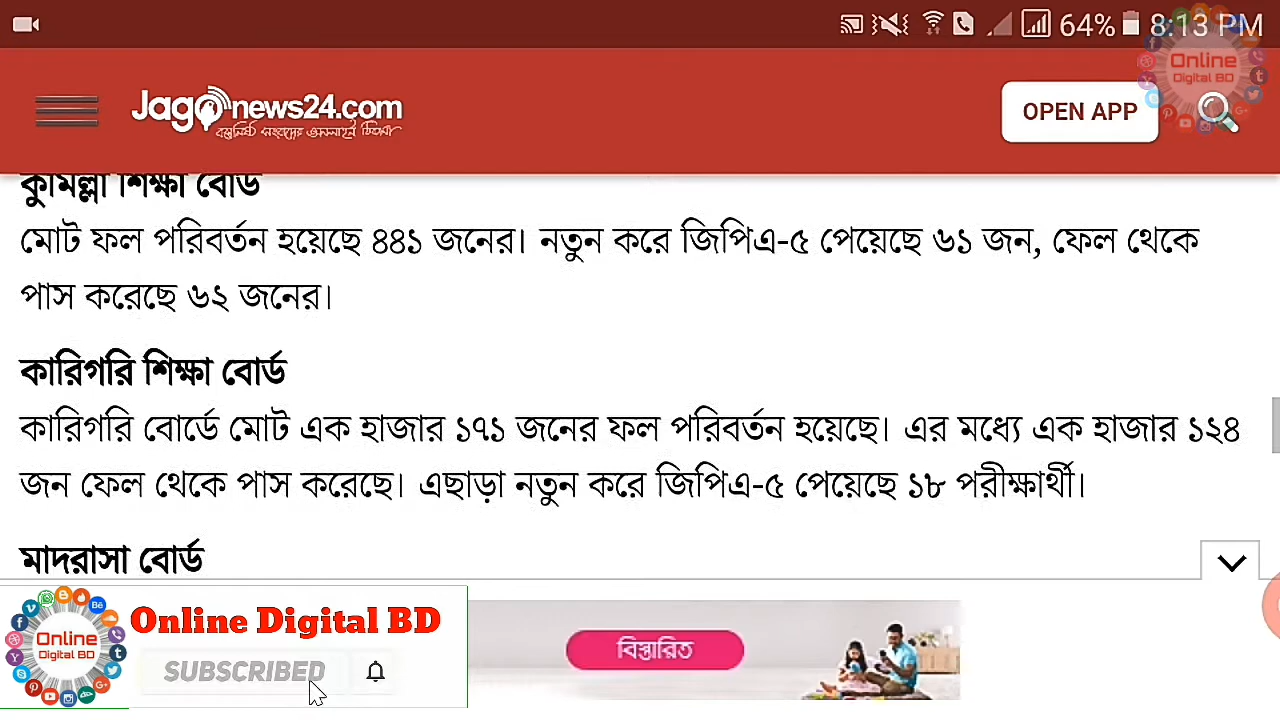 64% 8:13 PM
Online
Digital BD
Jagonews24.com
OPEN APP
কুমিল্লা শিক্ষা বোর্ড
মোট ফল পরিবর্তন হয়েছে ৪৪১ জনের। নতুন করে জিপিএ-৫ পেয়েছে ৬১ জন, ফেল থেকে
পাস করেছে ৬২ জনের।
কারিগরি শিক্ষা বোর্ড
কারিগরি বোর্ডে মোট এক হাজার ১৭১ জনের ফল পরিবর্তন হয়েছে। এর মধ্যে এক হাজার ১২৪
জন ফেল থেকে পাস করেছে। এছাড়া নতুন করে জিপিএ-৫ পেয়েছে ১৮ পরীক্ষার্থী।
মাদরাসা বোর্ড
Online
Digital BD
Online Digital BD
SUBSCRIBED
বিস্তারিত